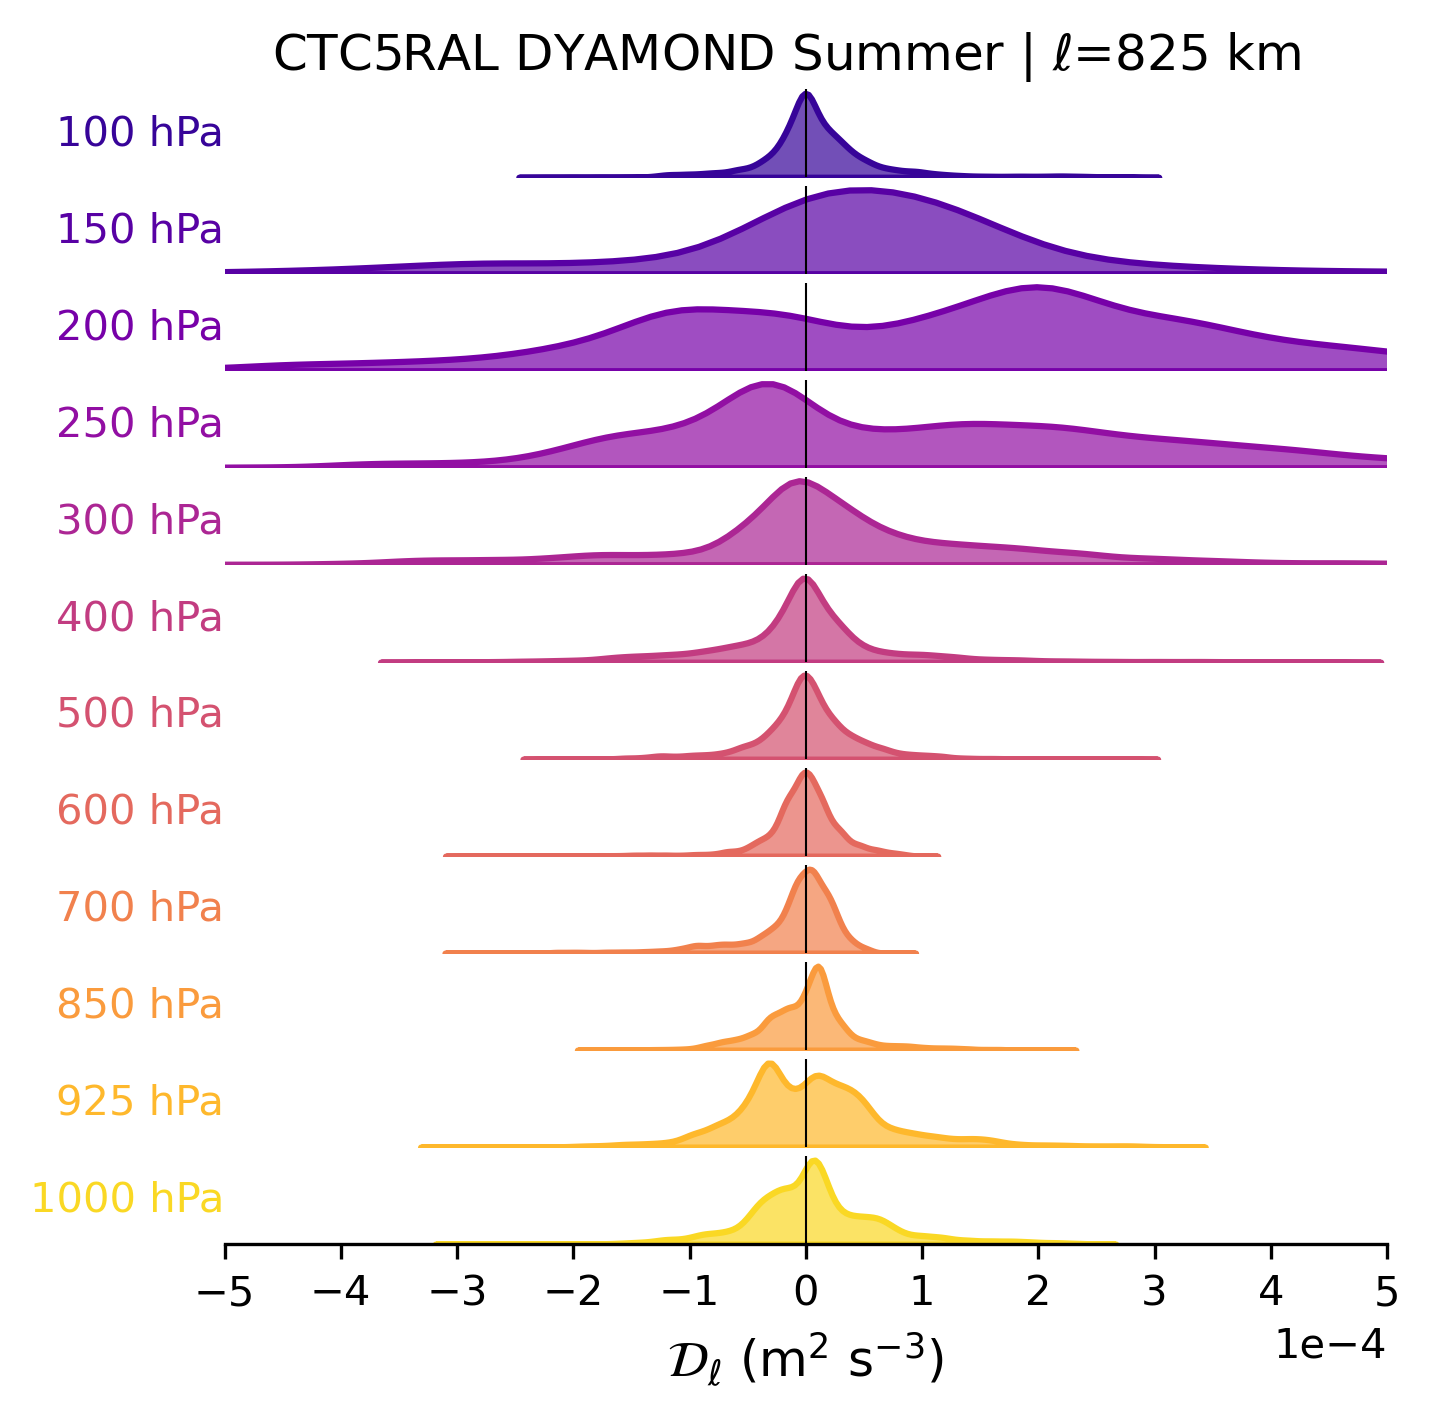 CTC5RAL DYAMOND Summer | ℓ=825 km
100 hPa
150 hPa
200 hPa
250 hPa
300 hPa
400 hPa
500 hPa
600 hPa
700 hPa
850 hPa
925 hPa
1000 hPa
−5 −4 −3 −2 −1 0 1 2 3 4 5
1e−4
𝒟ℓ (m² s⁻³)